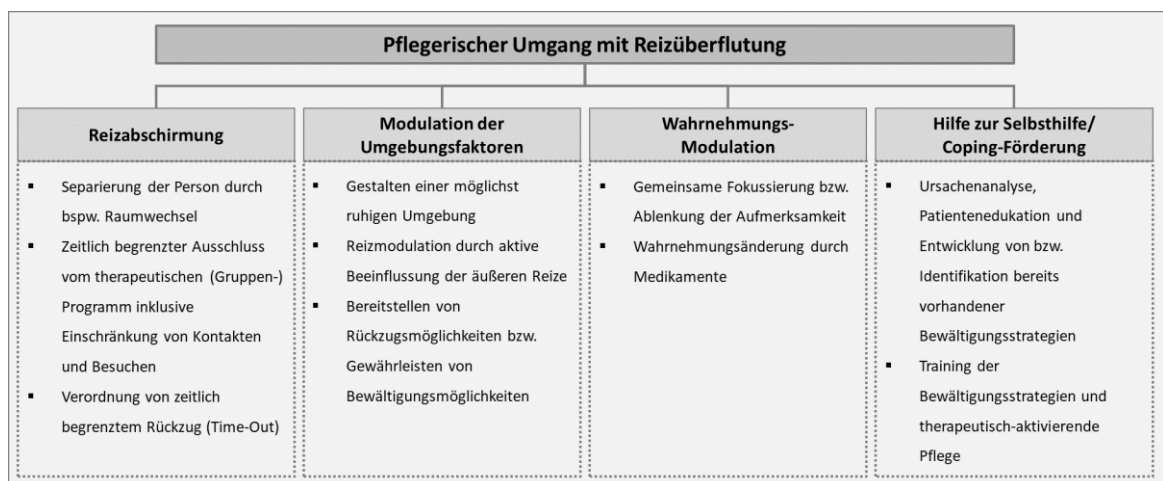 Pflegerischer Umgang mit Reizüberflutung
Reizabschirmung
▪ Separierung der Person durch
bspw. Raumwechsel
▪ Zeitlich begrenzter Ausschluss
vom therapeutischen (Gruppen-)
Programm inklusive
Einschränkung von Kontakten
und Besuchen
▪ Verordnung von zeitlich
begrenztem Rückzug (Time-Out)
Modulation der
Umgebungsfaktoren
▪ Gestalten einer möglichst
ruhigen Umgebung
▪ Reizmodulation durch aktive
Beeinflussung der äußeren Reize
▪ Bereitstellen von
Rückzugsmöglichkeiten bzw.
Gewährleisten von
Bewältigungsmöglichkeiten
Wahrnehmungs-
Modulation
▪ Gemeinsame Fokussierung bzw.
Ablenkung der Aufmerksamkeit
▪ Wahrnehmungsänderung durch
Medikamente
Hilfe zur Selbsthilfe/
Coping-Förderung
▪ Ursachenanalyse,
Patientenedukation und
Entwicklung von bzw.
Identifikation bereits
vorhandener
Bewältigungsstrategien
▪ Training der
Bewältigungsstrategien und
therapeutisch-aktivierende
Pflege